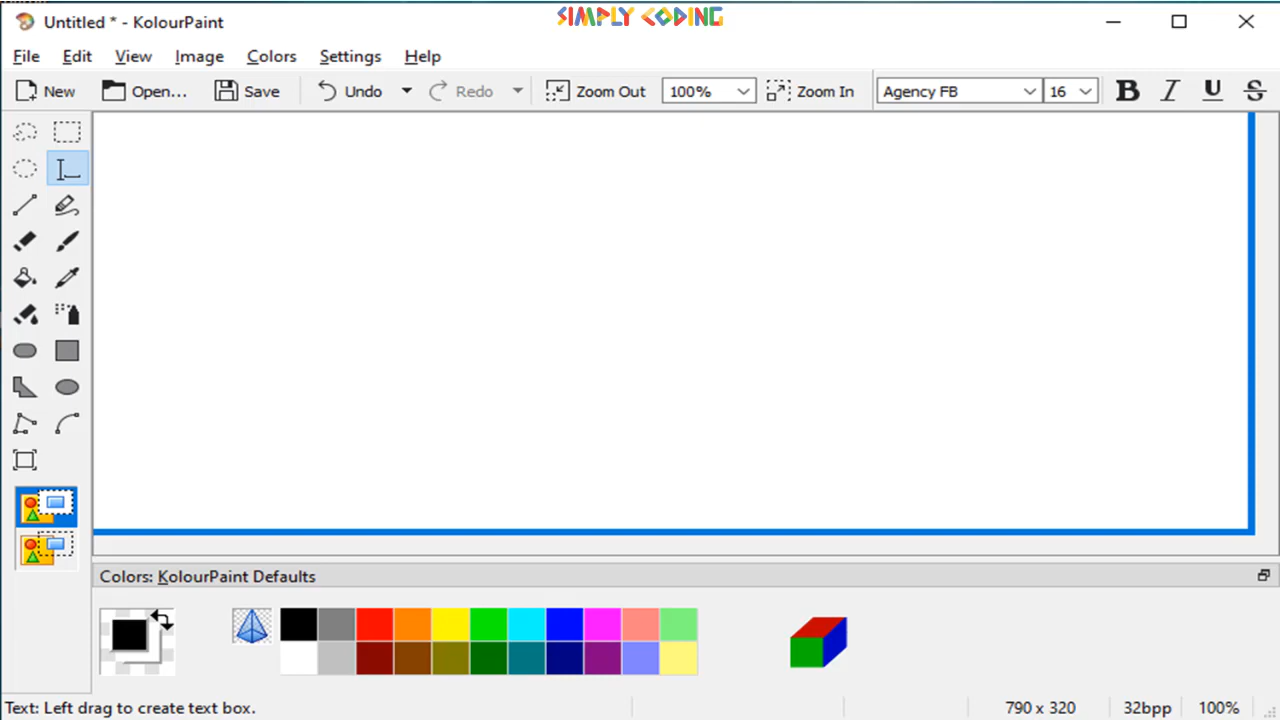 SIMPLY CODING
Untitled * - KolourPaint
File Edit View Image Colors Settings Help
New Open... Save Undo Redo Zoom Out 100% Zoom In Agency FB 16 B I U S
Colors: KolourPaint Defaults
Text: Left drag to create text box. 790 x 320 32bpp 100%